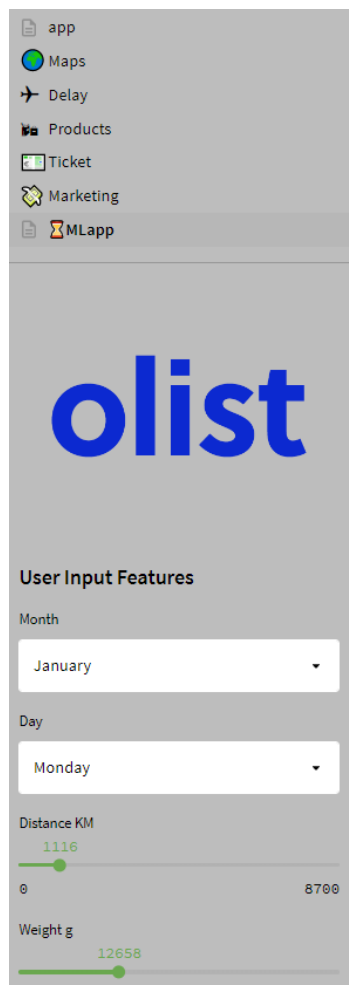 app
Maps
Delay
Products
Ticket
Marketing
MLapp
olist
User Input Features
Month
January
Day
Monday
Distance KM
1116
0 8700
Weight g
12658